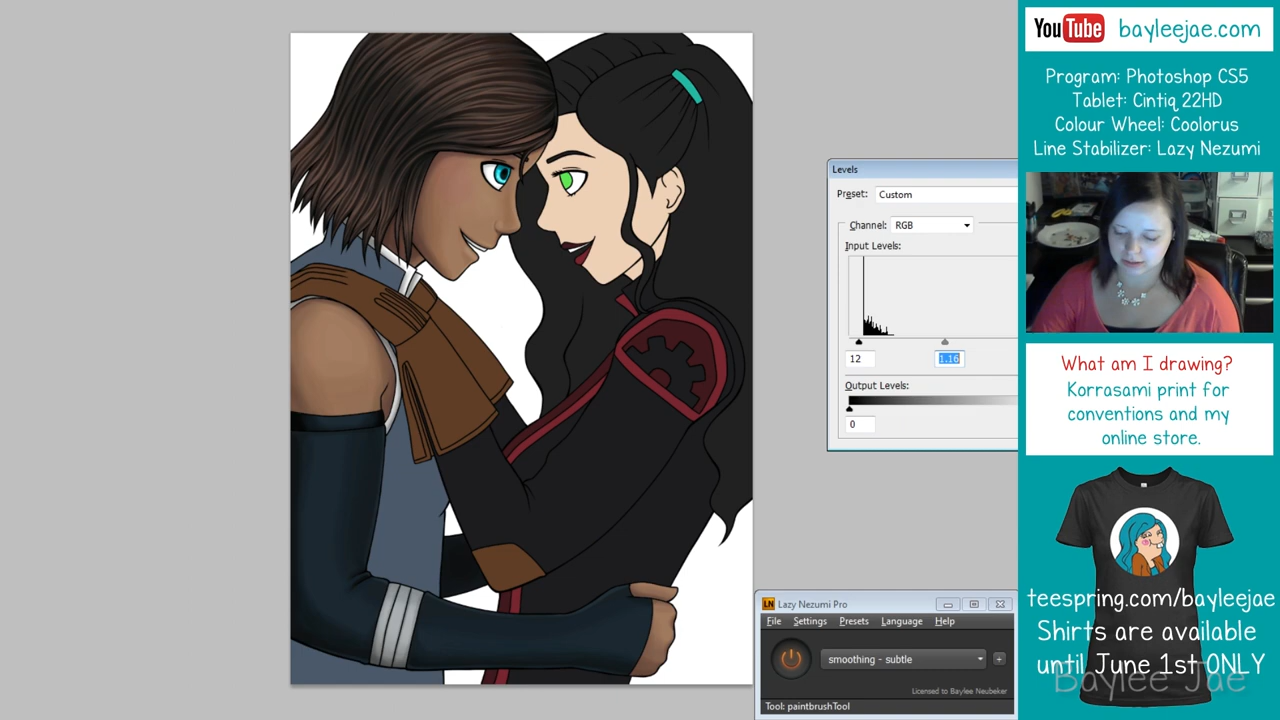 YouTube bayleejae.com
Program: Photoshop CS5
Tablet: Cintiq 22HD
Colour Wheel: Coolorus
Line Stabilizer: Lazy Nezumi
Levels
Preset: Custom
Channel: RGB
Input Levels:
12 1.16
Output Levels:
0
What am I drawing?
Korrasami print for
conventions and my
online store.
LN Lazy Nezumi Pro
File Settings Presets Language Help
smoothing - subtle +
Licensed to Baylee Neubeker
Tool: paintbrushTool
teespring.com/bayleejae
Shirts are available
until June 1st ONLY
Baylee Jae